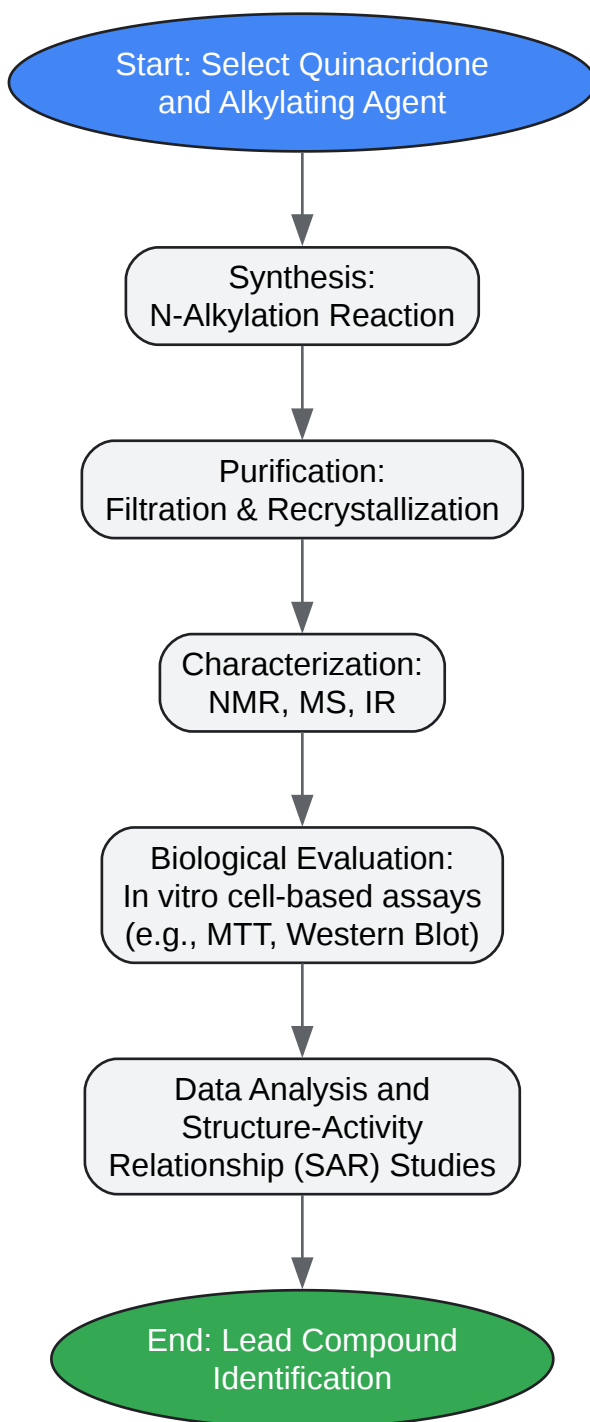 Start: Select Quinacridone
and Alkylating Agent
Synthesis:
N-Alkylation Reaction
Purification:
Filtration & Recrystallization
Characterization:
NMR, MS, IR
Biological Evaluation:
In vitro cell-based assays
(e.g., MTT, Western Blot)
Data Analysis and
Structure-Activity
Relationship (SAR) Studies
End: Lead Compound
Identification